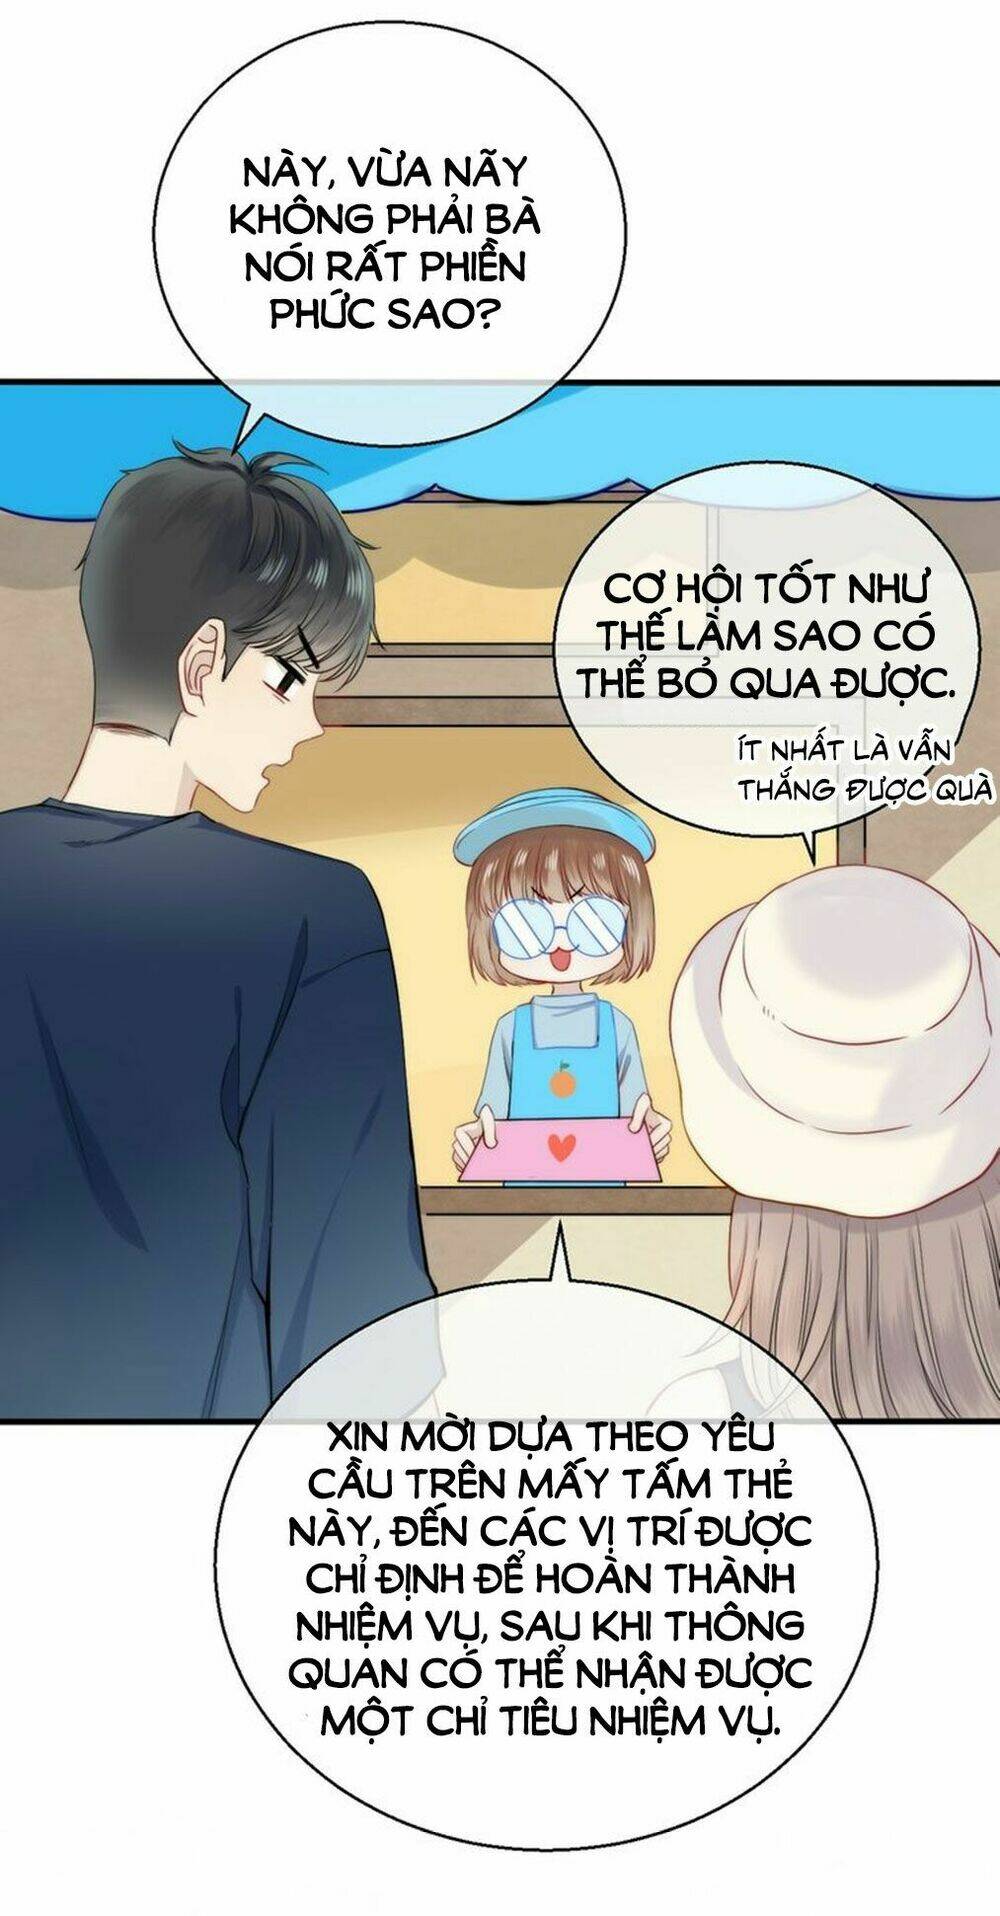 NÀY, VỪA NÃY
KHÔNG PHẢI BÀ
NÓI RẤT PHIỀN
PHỨC SAO?
CƠ HỘI TỐT NHƯ
THẾ LÀM SAO CÓ
THỂ BỎ QUA ĐƯỢC.
ÍT NHẤT LÀ VẪN
THẮNG ĐƯỢC QUÀ
XIN MỜI DỰA THEO YÊU
CẦU TRÊN MẤY TẤM THẺ
NÀY, ĐẾN CÁC VỊ TRÍ ĐƯỢC
CHỈ ĐỊNH ĐỂ HOÀN THÀNH
NHIỆM VỤ, SAU KHI THÔNG
QUAN CÓ THỂ NHẬN ĐƯỢC
MỘT CHỈ TIÊU NHIỆM VỤ.